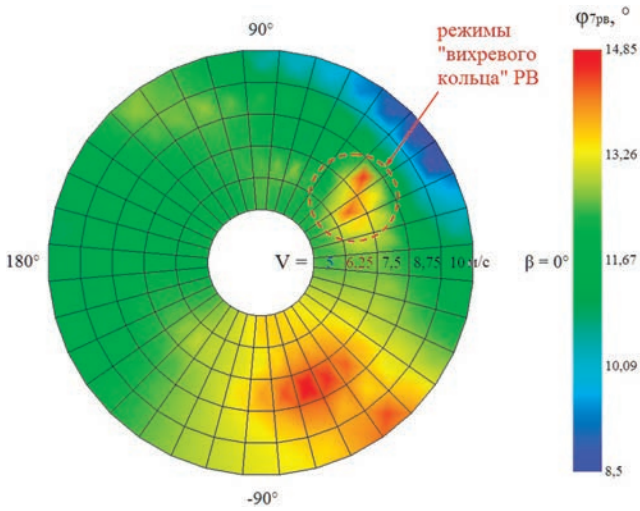 90°
φ7рв, °
режимы
"вихревого
кольца" РВ
14,85
13,26
180°
V = 5 6,25 7,5 8,75 10 м/с
β = 0°
11,67
10,09
8,5
-90°